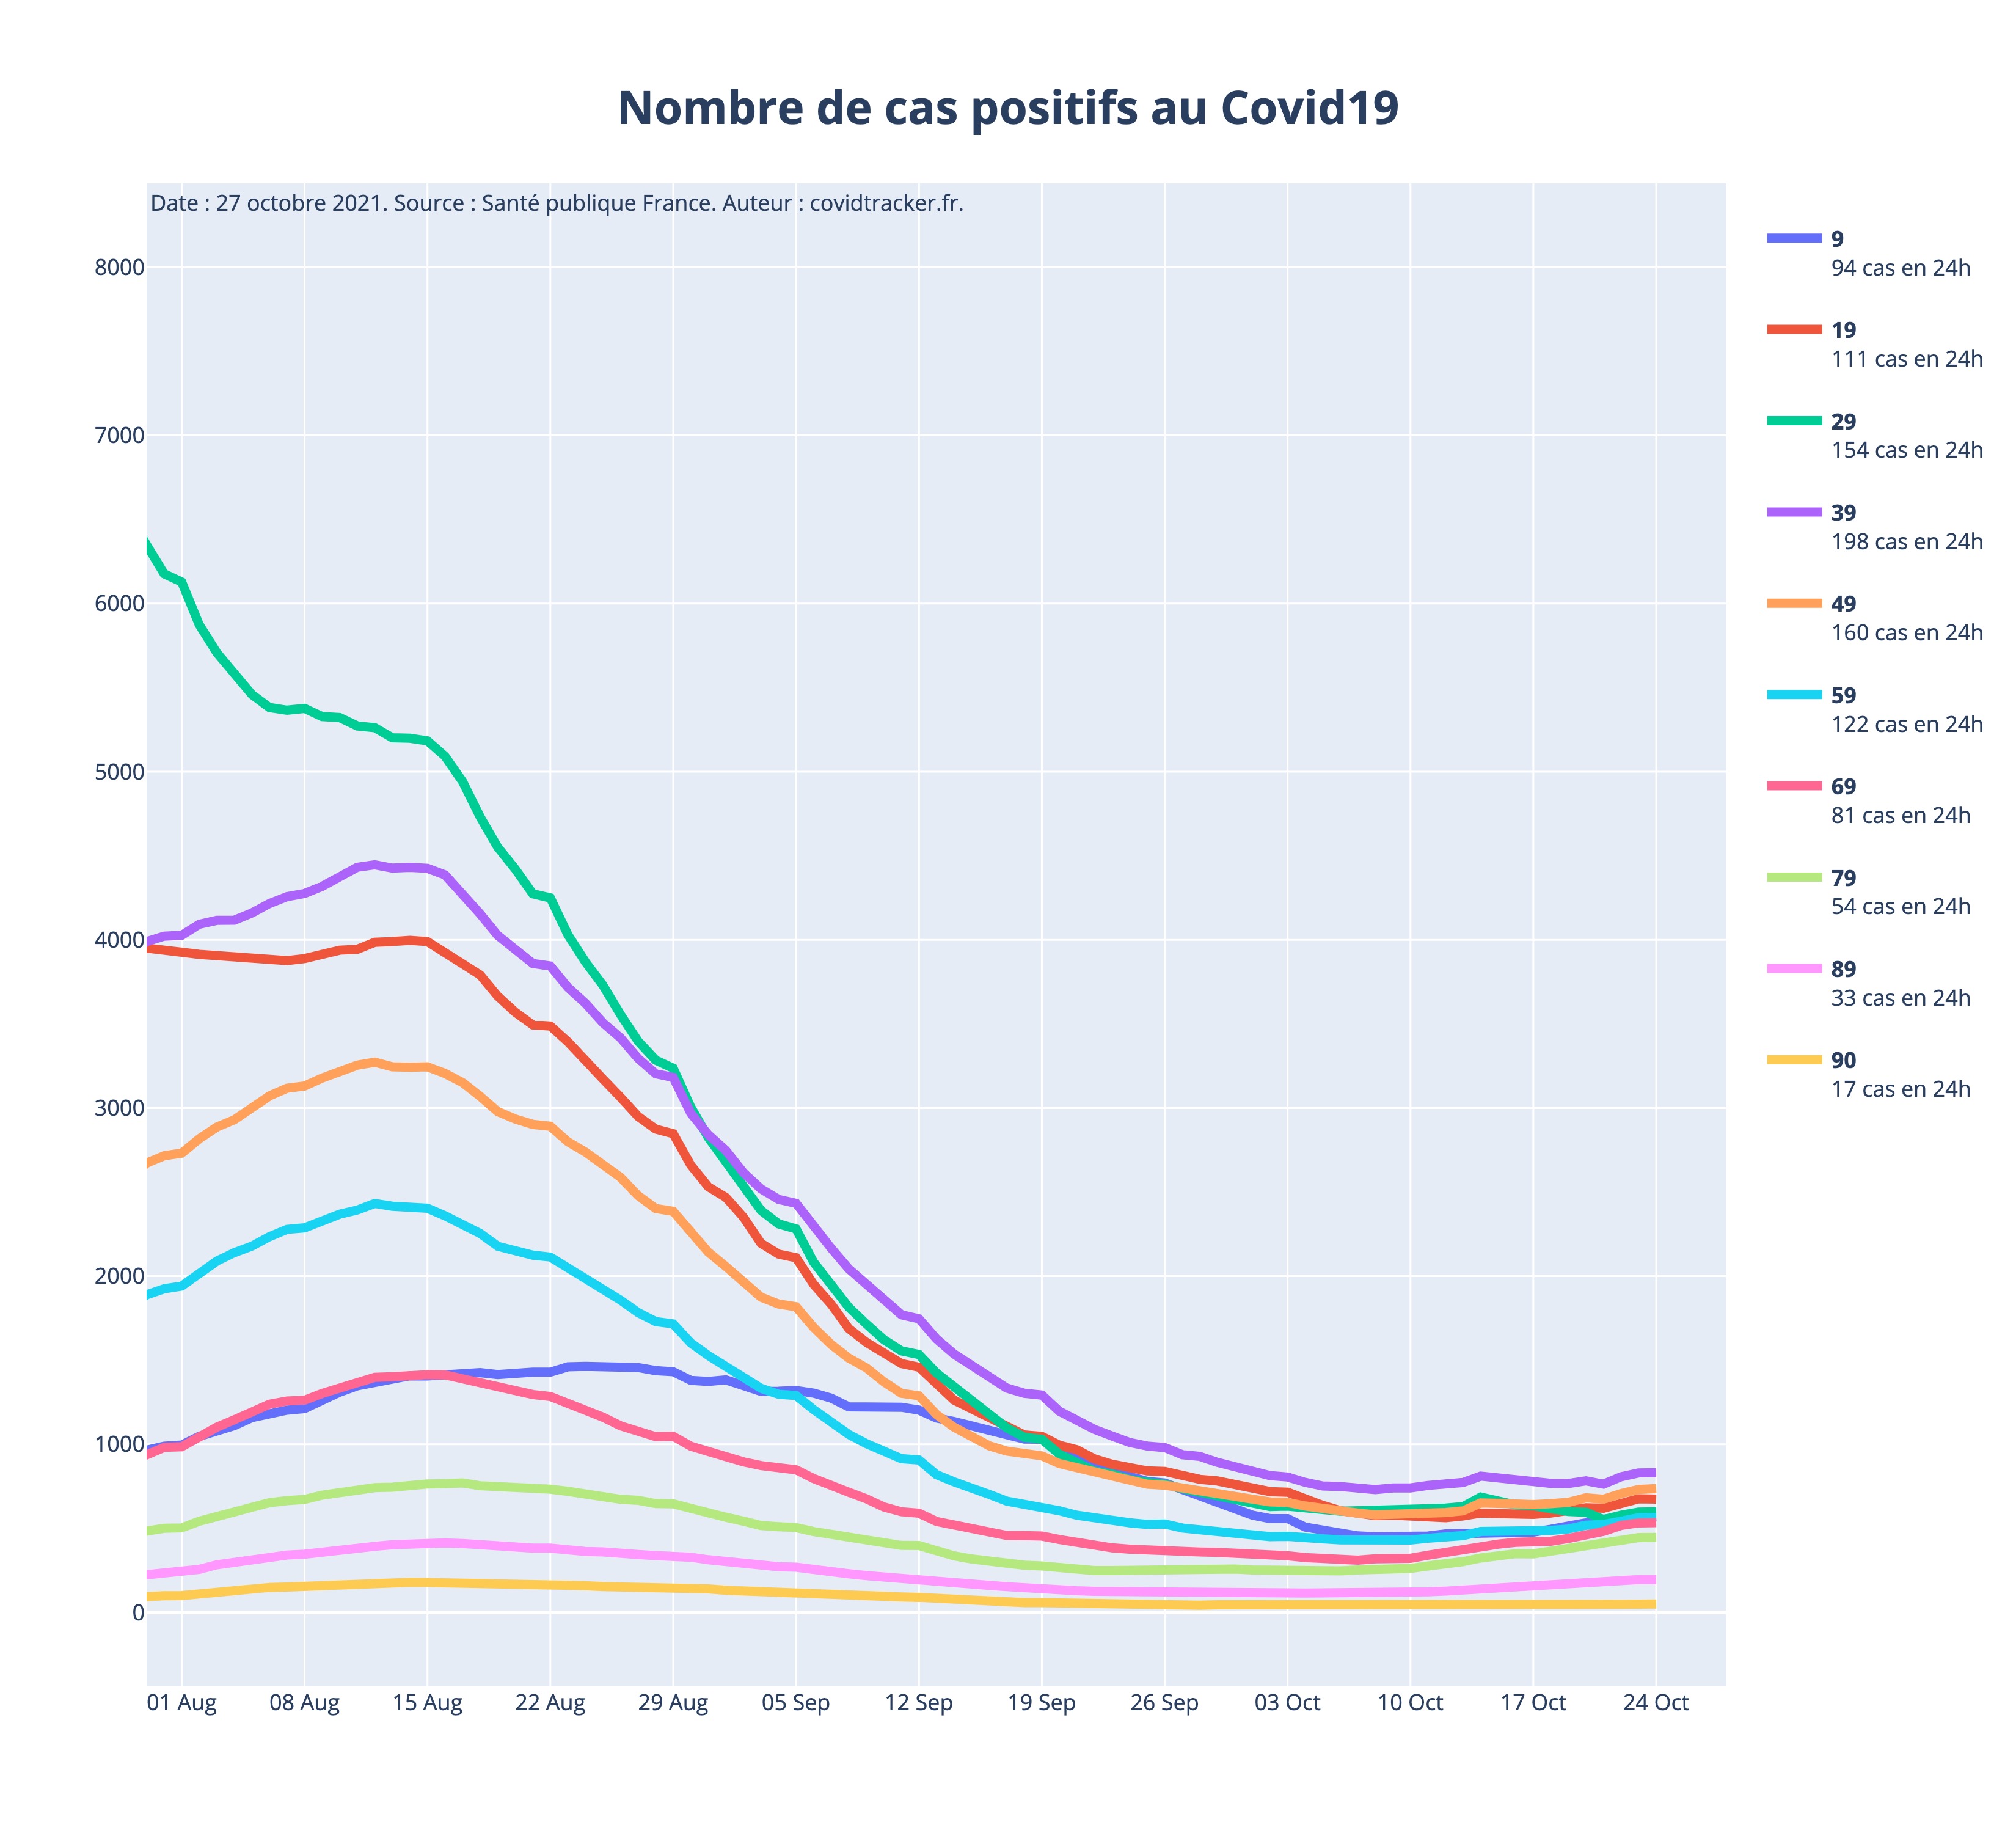 Nombre de cas positifs au Covid19
Date : 27 octobre 2021. Source : Santé publique France. Auteur : covidtracker.fr.
8000
7000
6000
5000
4000
3000
2000
1000
0
01 Aug
08 Aug
15 Aug
22 Aug
29 Aug
05 Sep
12 Sep
19 Sep
26 Sep
03 Oct
10 Oct
17 Oct
24 Oct
9
94 cas en 24h
19
111 cas en 24h
29
154 cas en 24h
39
198 cas en 24h
49
160 cas en 24h
59
122 cas en 24h
69
81 cas en 24h
79
54 cas en 24h
89
33 cas en 24h
90
17 cas en 24h